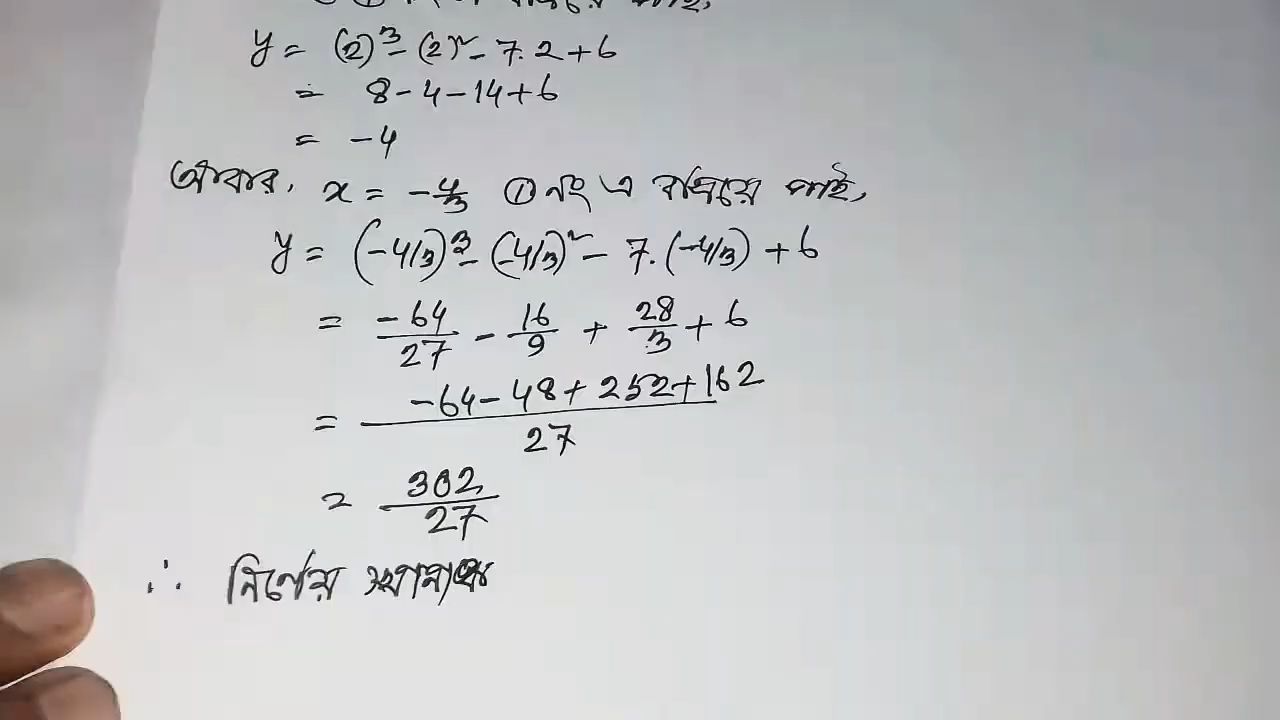 y = (2)³ - (2)² - 7.2 + 6
= 8 - 4 - 14 + 6
= -4
আবার, x = -4/3 ① নং এ বসিয়ে পাই,
y = (-4/3)³ - (-4/3)² - 7.(-4/3) + 6
= -64/27 - 16/9 + 28/3 + 6
= -64 - 48 + 252 + 162 / 27
= 302/27
∴ নির্ণেয় স্থানাঙ্ক